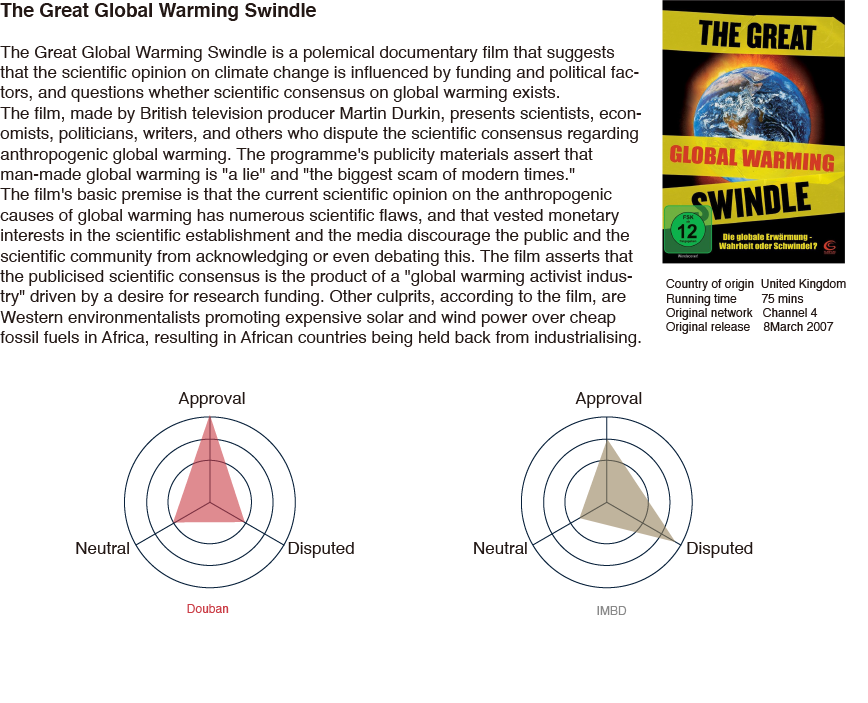 The Great Global Warming Swindle
The Great Global Warming Swindle is a polemical documentary film that suggests
that the scientific opinion on climate change is influenced by funding and political fac-
tors, and questions whether scientific consensus on global warming exists.
The film, made by British television producer Martin Durkin, presents scientists, econ-
omists, politicians, writers, and others who dispute the scientific consensus regarding
anthropogenic global warming. The programme's publicity materials assert that
man-made global warming is "a lie" and "the biggest scam of modern times."
The film's basic premise is that the current scientific opinion on the anthropogenic
causes of global warming has numerous scientific flaws, and that vested monetary
interests in the scientific establishment and the media discourage the public and the
scientific community from acknowledging or even debating this. The film asserts that
the publicised scientific consensus is the product of a "global warming activist indus-
try" driven by a desire for research funding. Other culprits, according to the film, are
Western environmentalists promoting expensive solar and wind power over cheap
fossil fuels in Africa, resulting in African countries being held back from industrialising.
THE GREAT
GLOBAL WARMING
SWINDLE
FSK
12
Die globale Erwärmung -
Wahrheit oder Schwindel?
Country of origin United Kingdom
Running time 75 mins
Original network Channel 4
Original release 8March 2007
Approval
Neutral
Disputed
Douban
Approval
Neutral
Disputed
IMBD